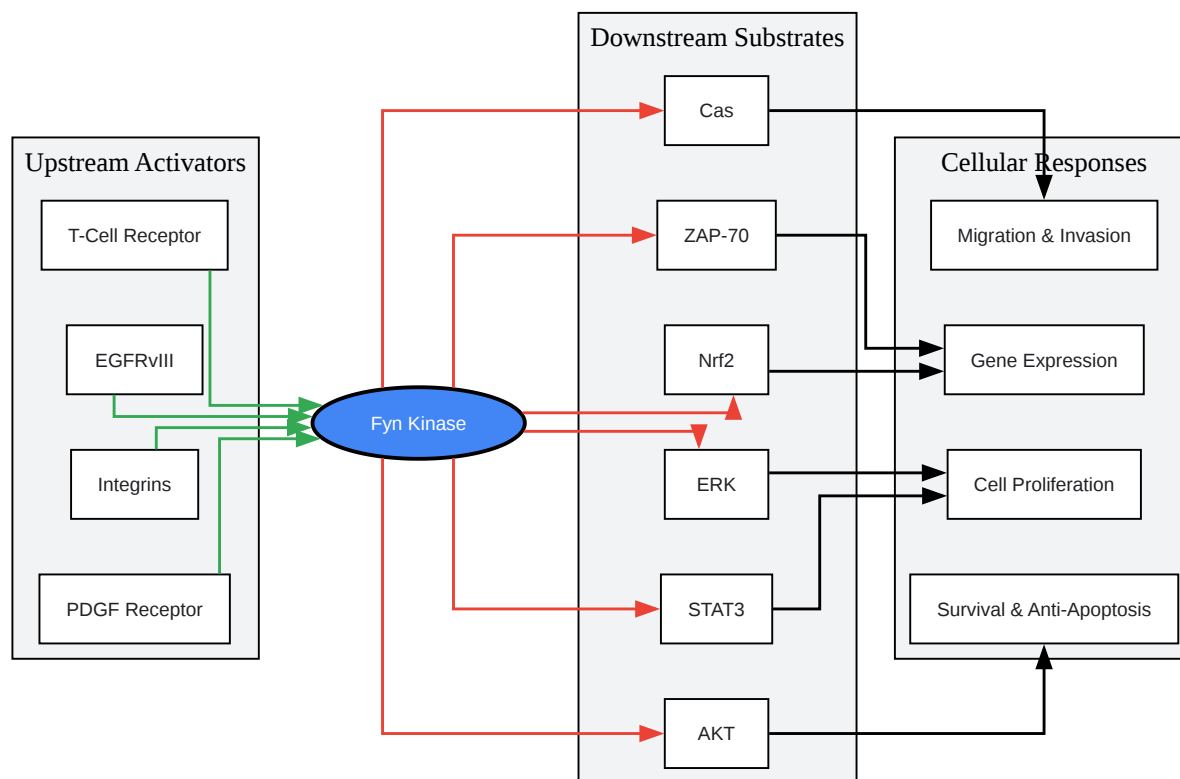 Upstream Activators
T-Cell Receptor
EGFRvIII
Integrins
PDGF Receptor
Fyn Kinase
Downstream Substrates
Cas
ZAP-70
Nrf2
ERK
STAT3
AKT
Cellular Responses
Migration & Invasion
Gene Expression
Cell Proliferation
Survival & Anti-Apoptosis